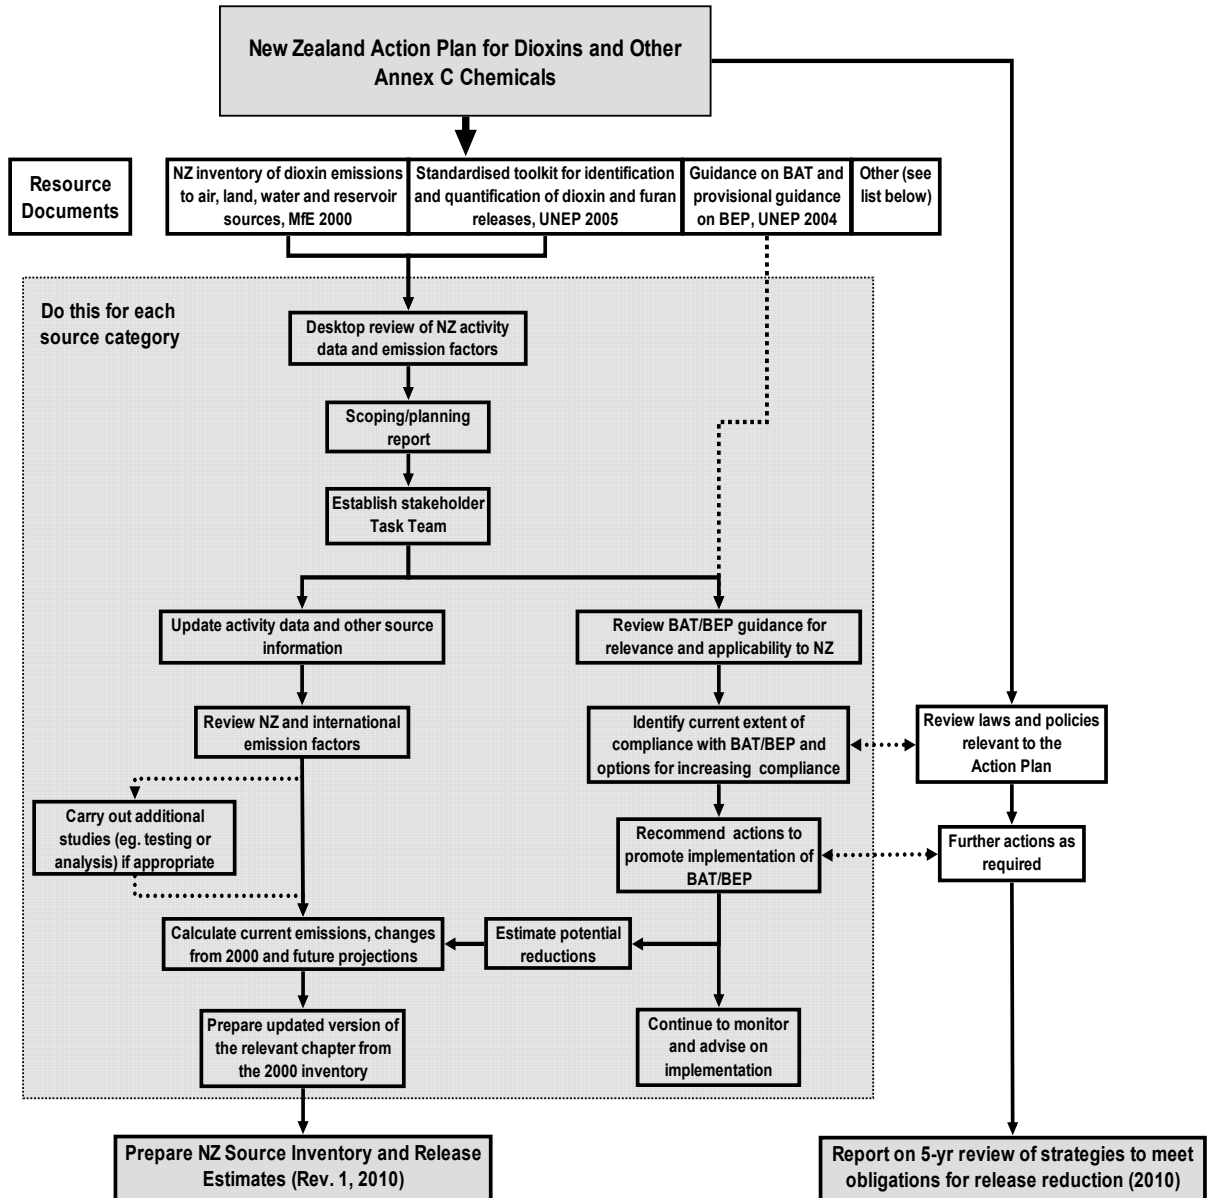 New Zealand Action Plan for Dioxins and Other
Annex C Chemicals
Resource
Documents
NZ inventory of dioxin emissions
to air, land, water and reservoir
sources, MfE 2000
Standardised toolkit for identification
and quantification of dioxin and furan
releases, UNEP 2005
Guidance on BAT and
provisional guidance
on BEP, UNEP 2004
Other (see
list below)
Do this for each
source category
Desktop review of NZ activity
data and emission factors
Scoping/planning
report
Establish stakeholder
Task Team
Update activity data and other source
information
Review BAT/BEP guidance for
relevance and applicability to NZ
Review NZ and international
emission factors
Identify current extent of
compliance with BAT/BEP and
options for increasing compliance
Review laws and policies
relevant to the
Action Plan
Carry out additional
studies (eg. testing or
analysis) if appropriate
Recommend actions to
promote implementation of
BAT/BEP
Further actions as
required
Calculate current emissions, changes
from 2000 and future projections
Estimate potential
reductions
Prepare updated version of
the relevant chapter from
the 2000 inventory
Continue to monitor
and advise on
implementation
Prepare NZ Source Inventory and Release
Estimates (Rev. 1, 2010)
Report on 5-yr review of strategies to meet
obligations for release reduction (2010)